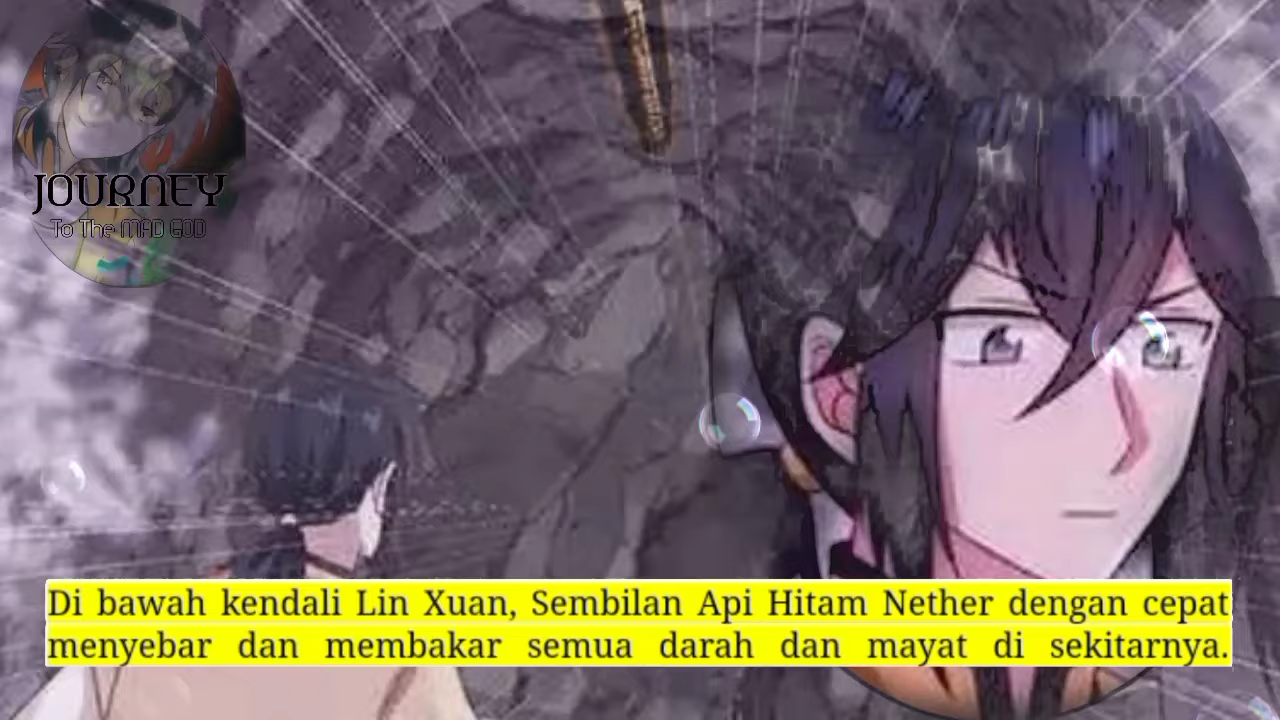 JOURNEY
To The MAD GOD
Di bawah kendali Lin Xuan, Sembilan Api Hitam Nether dengan cepat
menyebar dan membakar semua darah dan mayat di sekitarnya.